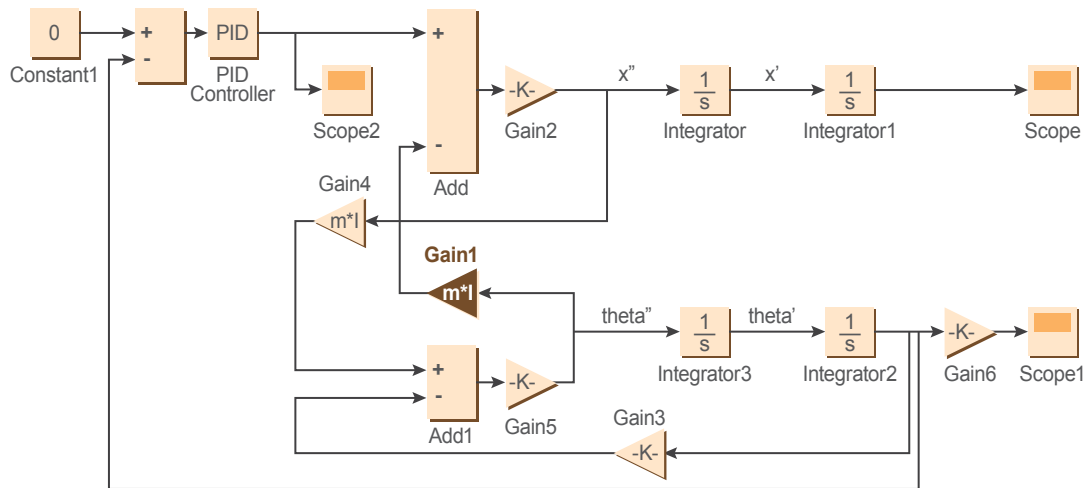 0
Constant1
+
-
PID
PID
Controller
Scope2
+
-
Add
-K-
Gain2
x"
1
s
Integrator
x'
1
s
Integrator1
Scope
Gain4
m*l
Gain1
m*l
+
-
Add1
-K-
Gain5
theta"
1
s
Integrator3
theta'
1
s
Integrator2
-K-
Gain6
Scope1
Gain3
-K-